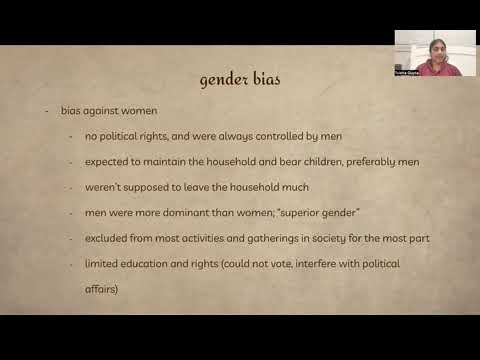 gender bias
- bias against women
- no political rights, and were always controlled by men
- expected to maintain the household and bear children, preferably men
- weren't supposed to leave the household much
- men were more dominant than women; "superior gender"
- excluded from most activities and gatherings in society for the most part
- limited education and rights (could not vote, interfere with political
affairs)